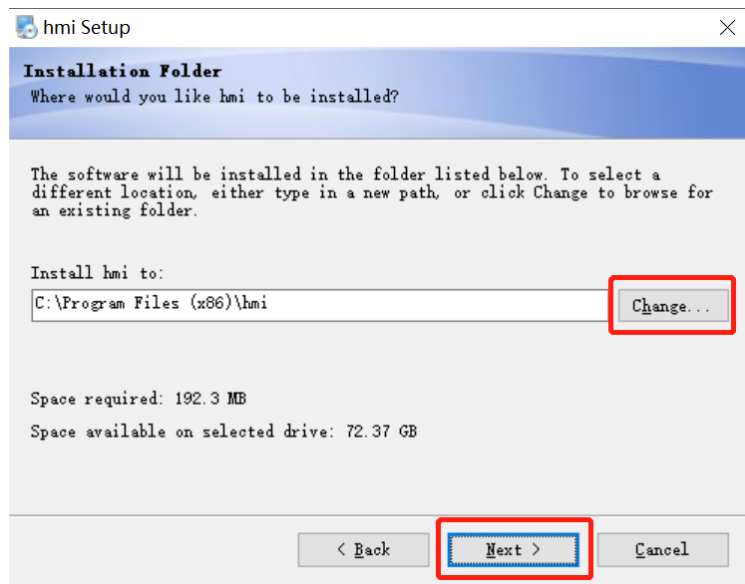 hmi Setup
Installation Folder
Where would you like hmi to be installed?
The software will be installed in the folder listed below. To select a
different location, either type in a new path, or click Change to browse for
an existing folder.
Install hmi to:
C:\Program Files (x86)\hmi
Change...
Space required: 192.3 MB
Space available on selected drive: 72.37 GB
< Back
Next >
Cancel